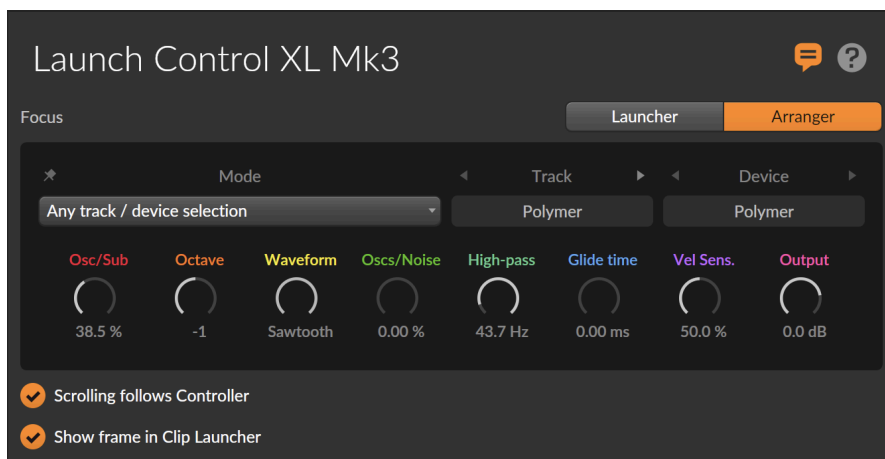 Launch Control XL Mk3
Focus
Launcher
Arranger
Mode
Track
Device
Any track / device selection
Polymer
Polymer
Osc/Sub
Octave
Waveform
Oscs/Noise
High-pass
Glide time
Vel Sens.
Output
38.5 %
-1
Sawtooth
0.00 %
43.7 Hz
0.00 ms
50.0 %
0.0 dB
Scrolling follows Controller
Show frame in Clip Launcher